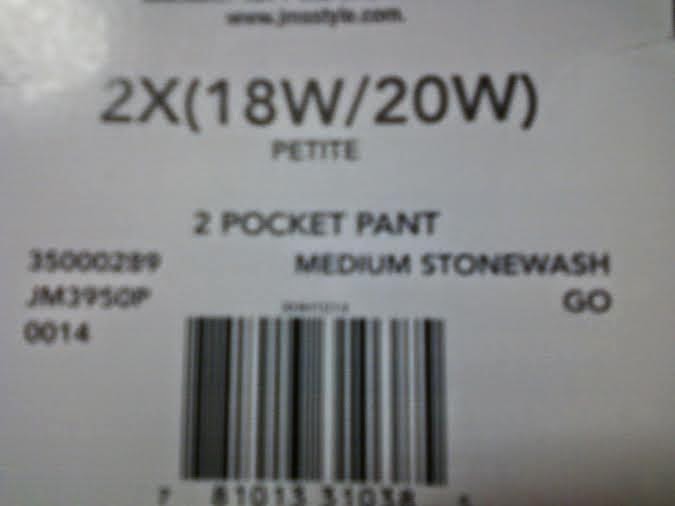 www.jmsstyle.com.
2X(18W/20W)
PETITE
2 POCKET PANT
35000289 MEDIUM STONEWASH
JM3950P GO
0014
7 81013 31038